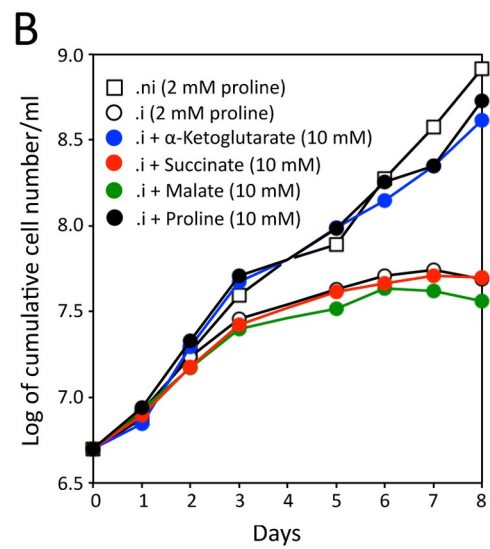 B
Log of cumulative cell number/ml
9.0
8.5
8.0
7.5
7.0
6.5
.ni (2 mM proline)
.i (2 mM proline)
.i + α-Ketoglutarate (10 mM)
.i + Succinate (10 mM)
.i + Malate (10 mM)
.i + Proline (10 mM)
0 1 2 3 4 5 6 7 8
Days